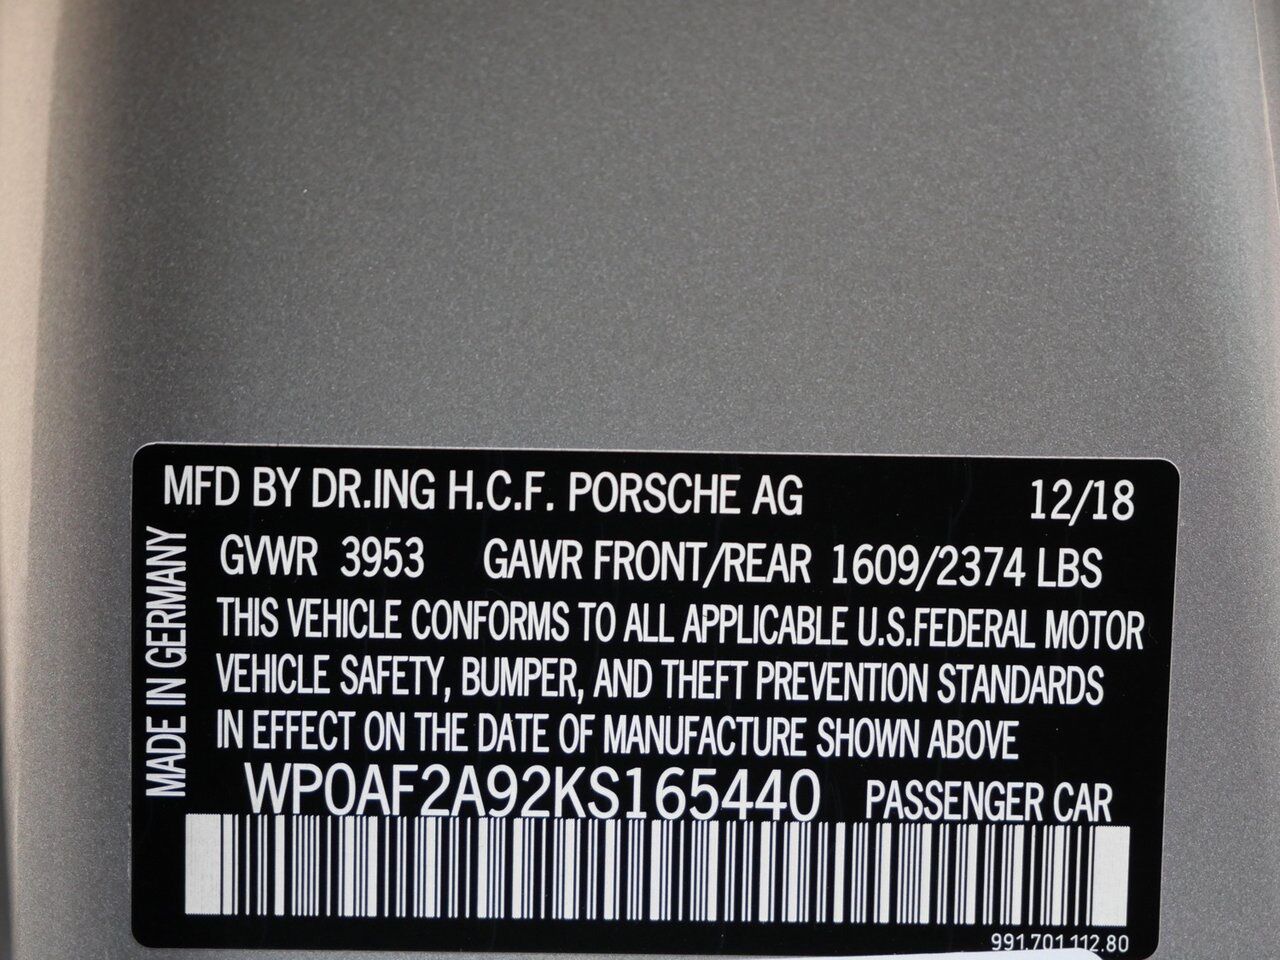 MFD BY DR.ING H.C.F. PORSCHE AG 12/18
MADE IN GERMANY
GVWR 3953 GAWR FRONT/REAR 1609/2374 LBS
THIS VEHICLE CONFORMS TO ALL APPLICABLE U.S.FEDERAL MOTOR
VEHICLE SAFETY, BUMPER, AND THEFT PREVENTION STANDARDS
IN EFFECT ON THE DATE OF MANUFACTURE SHOWN ABOVE
WP0AF2A92KS165440 PASSENGER CAR
991.701.112.80